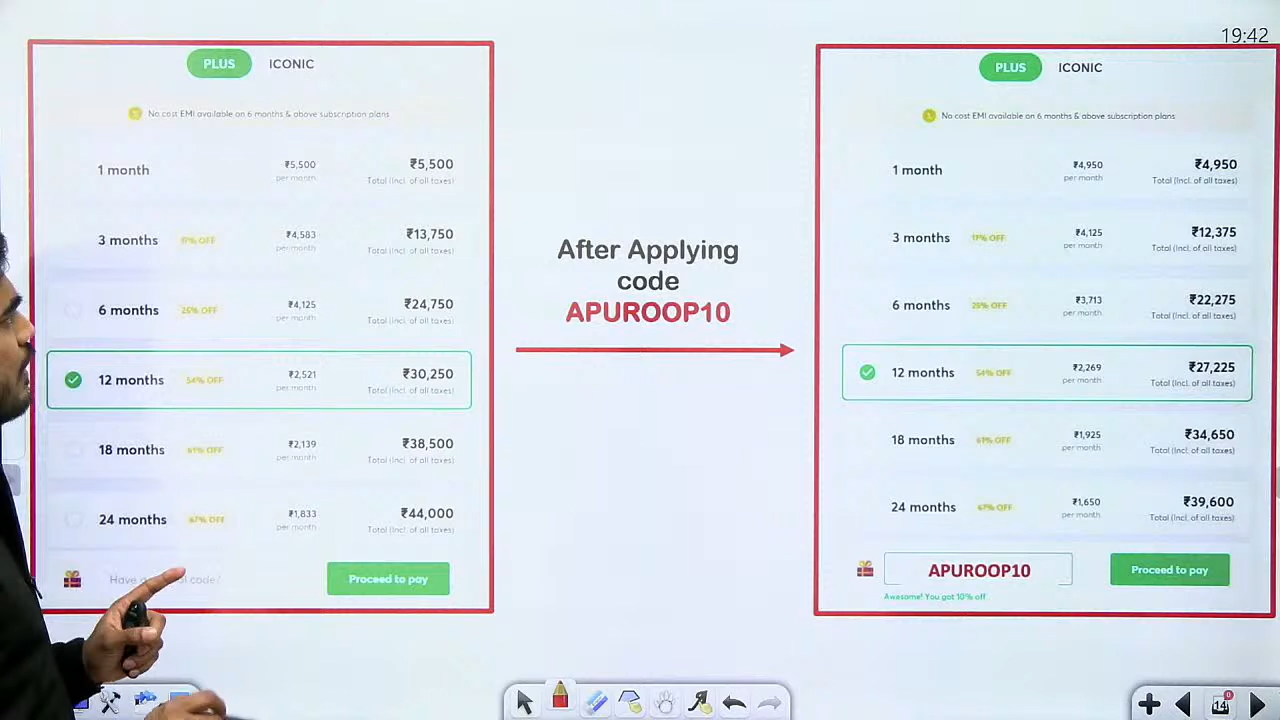 19:42
PLUS ICONIC
No cost EMI available on 6 months & above subscription plans
1 month ₹5,500 per month ₹5,500 Total (Incl. of all taxes)
3 months 17% OFF ₹4,583 per month ₹13,750 Total (Incl. of all taxes)
6 months 25% OFF ₹4,125 per month ₹24,750 Total (Incl. of all taxes)
12 months 54% OFF ₹2,521 per month ₹30,250 Total (Incl. of all taxes)
18 months 61% OFF ₹2,139 per month ₹38,500 Total (Incl. of all taxes)
24 months 67% OFF ₹1,833 per month ₹44,000 Total (Incl. of all taxes)
Have code? Proceed to pay
After Applying
code
APUROOP10
PLUS ICONIC
No cost EMI available on 6 months & above subscription plans
1 month ₹4,950 per month ₹4,950 Total (Incl. of all taxes)
3 months 17% OFF ₹4,125 per month ₹12,375 Total (Incl. of all taxes)
6 months 25% OFF ₹3,713 per month ₹22,275 Total (Incl. of all taxes)
12 months 54% OFF ₹2,269 per month ₹27,225 Total (Incl. of all taxes)
18 months 61% OFF ₹1,925 per month ₹34,650 Total (Incl. of all taxes)
24 months 67% OFF ₹1,650 per month ₹39,600 Total (Incl. of all taxes)
APUROOP10 Proceed to pay
Awesome! You got 10% off
0
14